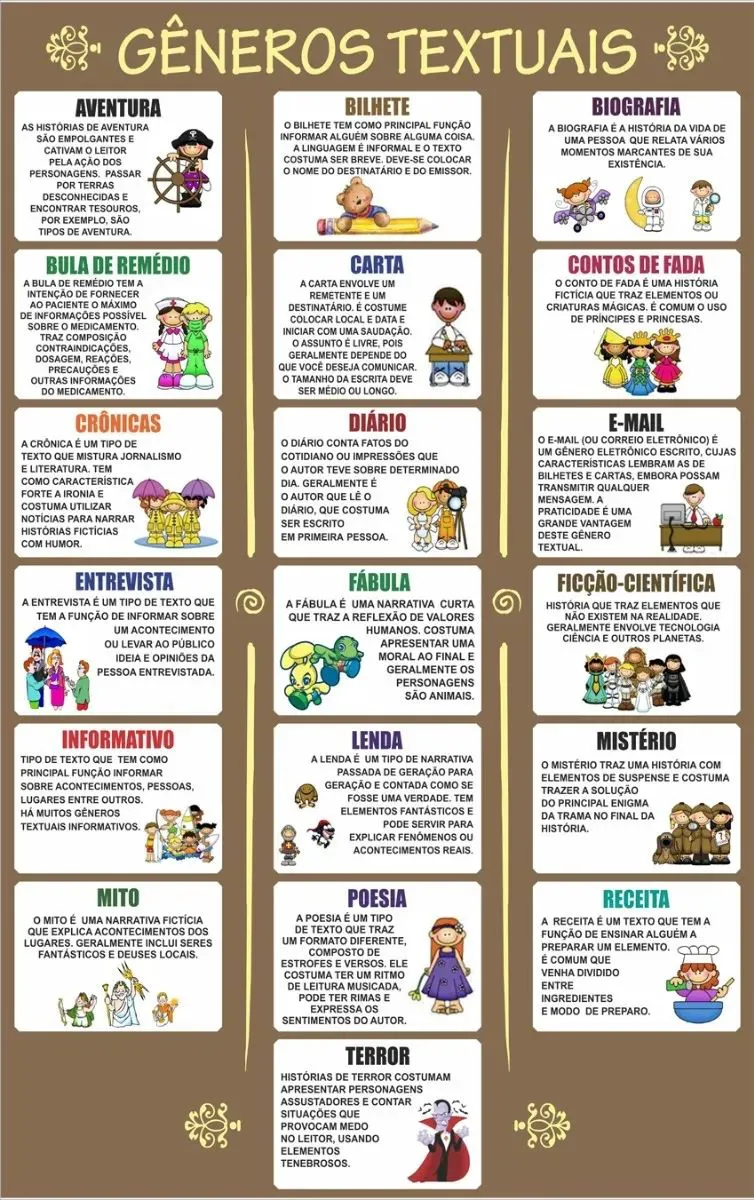 GÊNEROS TEXTUAIS
AVENTURA
AS HISTÓRIAS DE AVENTURA
SÃO EMPOLGANTES E
CATIVAM O LEITOR
PELA AÇÃO DOS
PERSONAGENS. PASSAR
POR TERRAS
DESCONHECIDAS E
ENCONTRAR TESOUROS,
POR EXEMPLO, SÃO
TIPOS DE AVENTURA.
BILHETE
O BILHETE TEM COMO PRINCIPAL FUNÇÃO
INFORMAR ALGUÉM SOBRE ALGUMA COISA.
A LINGUAGEM É INFORMAL E O TEXTO
COSTUMA SER BREVE. DEVE-SE COLOCAR
O NOME DO DESTINATÁRIO E DO EMISSOR.
BIOGRAFIA
A BIOGRAFIA É A HISTÓRIA DA VIDA DE
UMA PESSOA QUE RELATA VÁRIOS
MOMENTOS MARCANTES DE SUA
EXISTÊNCIA.
BULA DE REMÉDIO
A BULA DE REMÉDIO TEM A
INTENÇÃO DE FORNECER
AO PACIENTE O MÁXIMO
DE INFORMAÇÕES POSSÍVEL
SOBRE O MEDICAMENTO.
TRAZ COMPOSIÇÃO
CONTRAINDICAÇÕES,
DOSAGEM, REAÇÕES,
PRECAUÇÕES E
OUTRAS INFORMAÇÕES
DO MEDICAMENTO.
CARTA
A CARTA ENVOLVE UM
REMETENTE E UM
DESTINATÁRIO. É COSTUME
COLOCAR LOCAL E DATA E
INICIAR COM UMA SAUDAÇÃO.
O ASSUNTO É LIVRE, POIS
GERALMENTE DEPENDE DO
QUE VOCÊ DESEJA COMUNICAR.
O TAMANHO DA ESCRITA DEVE
SER MÉDIO OU LONGO.
CONTOS DE FADA
O CONTO DE FADA É UMA HISTÓRIA
FICTÍCIA QUE TRAZ ELEMENTOS OU
CRIATURAS MÁGICAS. É COMUM O USO
DE PRÍNCIPES E PRINCESAS.
CRÔNICAS
A CRÔNICA É UM TIPO DE
TEXTO QUE MISTURA JORNALISMO
E LITERATURA. TEM
COMO CARACTERÍSTICA
FORTE A IRONIA E
COSTUMA UTILIZAR
NOTÍCIAS PARA NARRAR
HISTÓRIAS FICTÍCIAS
COM HUMOR.
DIÁRIO
O DIÁRIO CONTA FATOS DO
COTIDIANO OU IMPRESSÕES QUE
O AUTOR TEVE SOBRE DETERMINADO
DIA. GERALMENTE É
O AUTOR QUE LÊ O
DIÁRIO, QUE COSTUMA
SER ESCRITO
EM PRIMEIRA PESSOA.
E-MAIL
O E-MAIL (OU CORREIO ELETRÔNICO) É
UM GÊNERO ELETRÔNICO ESCRITO, CUJAS
CARACTERÍSTICAS LEMBRAM AS DE
BILHETES E CARTAS, EMBORA POSSAM
TRANSMITIR QUALQUER
MENSAGEM. A
PRATICIDADE É UMA
GRANDE VANTAGEM
DESTE GÊNERO
TEXTUAL.
ENTREVISTA
A ENTREVISTA É UM TIPO DE TEXTO QUE
TEM A FUNÇÃO DE INFORMAR SOBRE
UM ACONTECIMENTO
OU LEVAR AO PÚBLICO
IDEIA E OPINIÕES DA
PESSOA ENTREVISTADA.
FÁBULA
A FÁBULA É UMA NARRATIVA CURTA
QUE TRAZ A REFLEXÃO DE VALORES
HUMANOS. COSTUMA
APRESENTAR UMA
MORAL AO FINAL E
GERALMENTE OS
PERSONAGENS
SÃO ANIMAIS.
FICÇÃO-CIENTÍFICA
HISTÓRIA QUE TRAZ ELEMENTOS QUE
NÃO EXISTEM NA REALIDADE,
GERALMENTE ENVOLVE TECNOLOGIA
CIÊNCIA E OUTROS PLANETAS.
INFORMATIVO
TIPO DE TEXTO QUE TEM COMO
PRINCIPAL FUNÇÃO INFORMAR
SOBRE ACONTECIMENTOS, PESSOAS,
LUGARES ENTRE OUTROS.
HÁ MUITOS GÊNEROS
TEXTUAIS INFORMATIVOS.
LENDA
A LENDA É UM TIPO DE NARRATIVA
PASSADA DE GERAÇÃO PARA
GERAÇÃO E CONTADA COMO SE
FOSSE UMA VERDADE. TEM
ELEMENTOS FANTÁSTICOS E
PODE SERVIR PARA
EXPLICAR FENÔMENOS OU
ACONTECIMENTOS REAIS.
MISTÉRIO
O MISTÉRIO TRAZ UMA HISTÓRIA COM
ELEMENTOS DE SUSPENSE E COSTUMA
TRAZER A SOLUÇÃO
DO PRINCIPAL ENIGMA
DA TRAMA NO FINAL DA
HISTÓRIA.
MITO
O MITO É UMA NARRATIVA FICTÍCIA
QUE EXPLICA ACONTECIMENTOS DOS
LUGARES. GERALMENTE INCLUI SERES
FANTÁSTICOS E DEUSES LOCAIS.
POESIA
A POESIA É UM TIPO
DE TEXTO QUE TRAZ
UM FORMATO DIFERENTE,
COMPOSTO DE
ESTROFES E VERSOS. ELE
COSTUMA TER UM RITMO
DE LEITURA MUSICADA,
PODE TER RIMAS E
EXPRESSA OS
SENTIMENTOS DO AUTOR.
RECEITA
A RECEITA É UM TEXTO QUE TEM A
FUNÇÃO DE ENSINAR ALGUÉM A
PREPARAR UM ELEMENTO.
É COMUM QUE
VENHA DIVIDIDO
ENTRE
INGREDIENTES
E MODO DE PREPARO.
TERROR
HISTÓRIAS DE TERROR COSTUMAM
APRESENTAR PERSONAGENS
ASSUSTADORES E CONTAR
SITUAÇÕES QUE
PROVOCAM MEDO
NO LEITOR, USANDO
ELEMENTOS
TENEBROSOS.